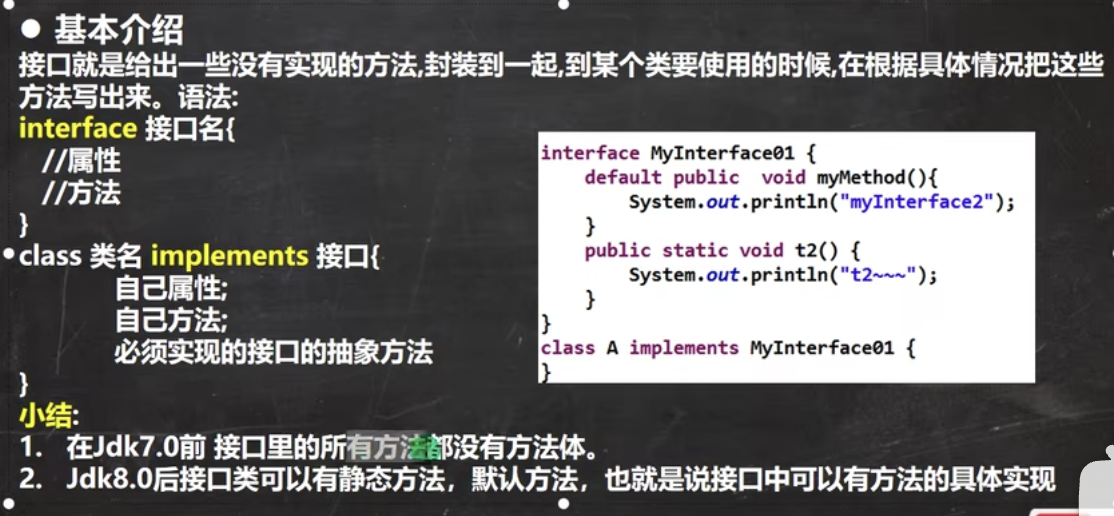 ● 基本介绍
接口就是给出一些没有实现的方法,封装到一起,到某个类要使用的时候,在根据具体情况把这些
方法写出来。语法:
interface 接口名{
//属性
//方法
}
class 类名 implements 接口{
自己属性;
自己方法;
必须实现的接口的抽象方法
}
小结:
1. 在Jdk7.0前 接口里的所有方法都没有方法体。
2. Jdk8.0后接口类可以有静态方法，默认方法，也就是说接口中可以有方法的具体实现
interface MyInterface01 {
default public  void myMethod(){
System.out.println("myInterface2");
}
public static void t2() {
System.out.println("t2~~~");
}
}
class A implements MyInterface01 {
}